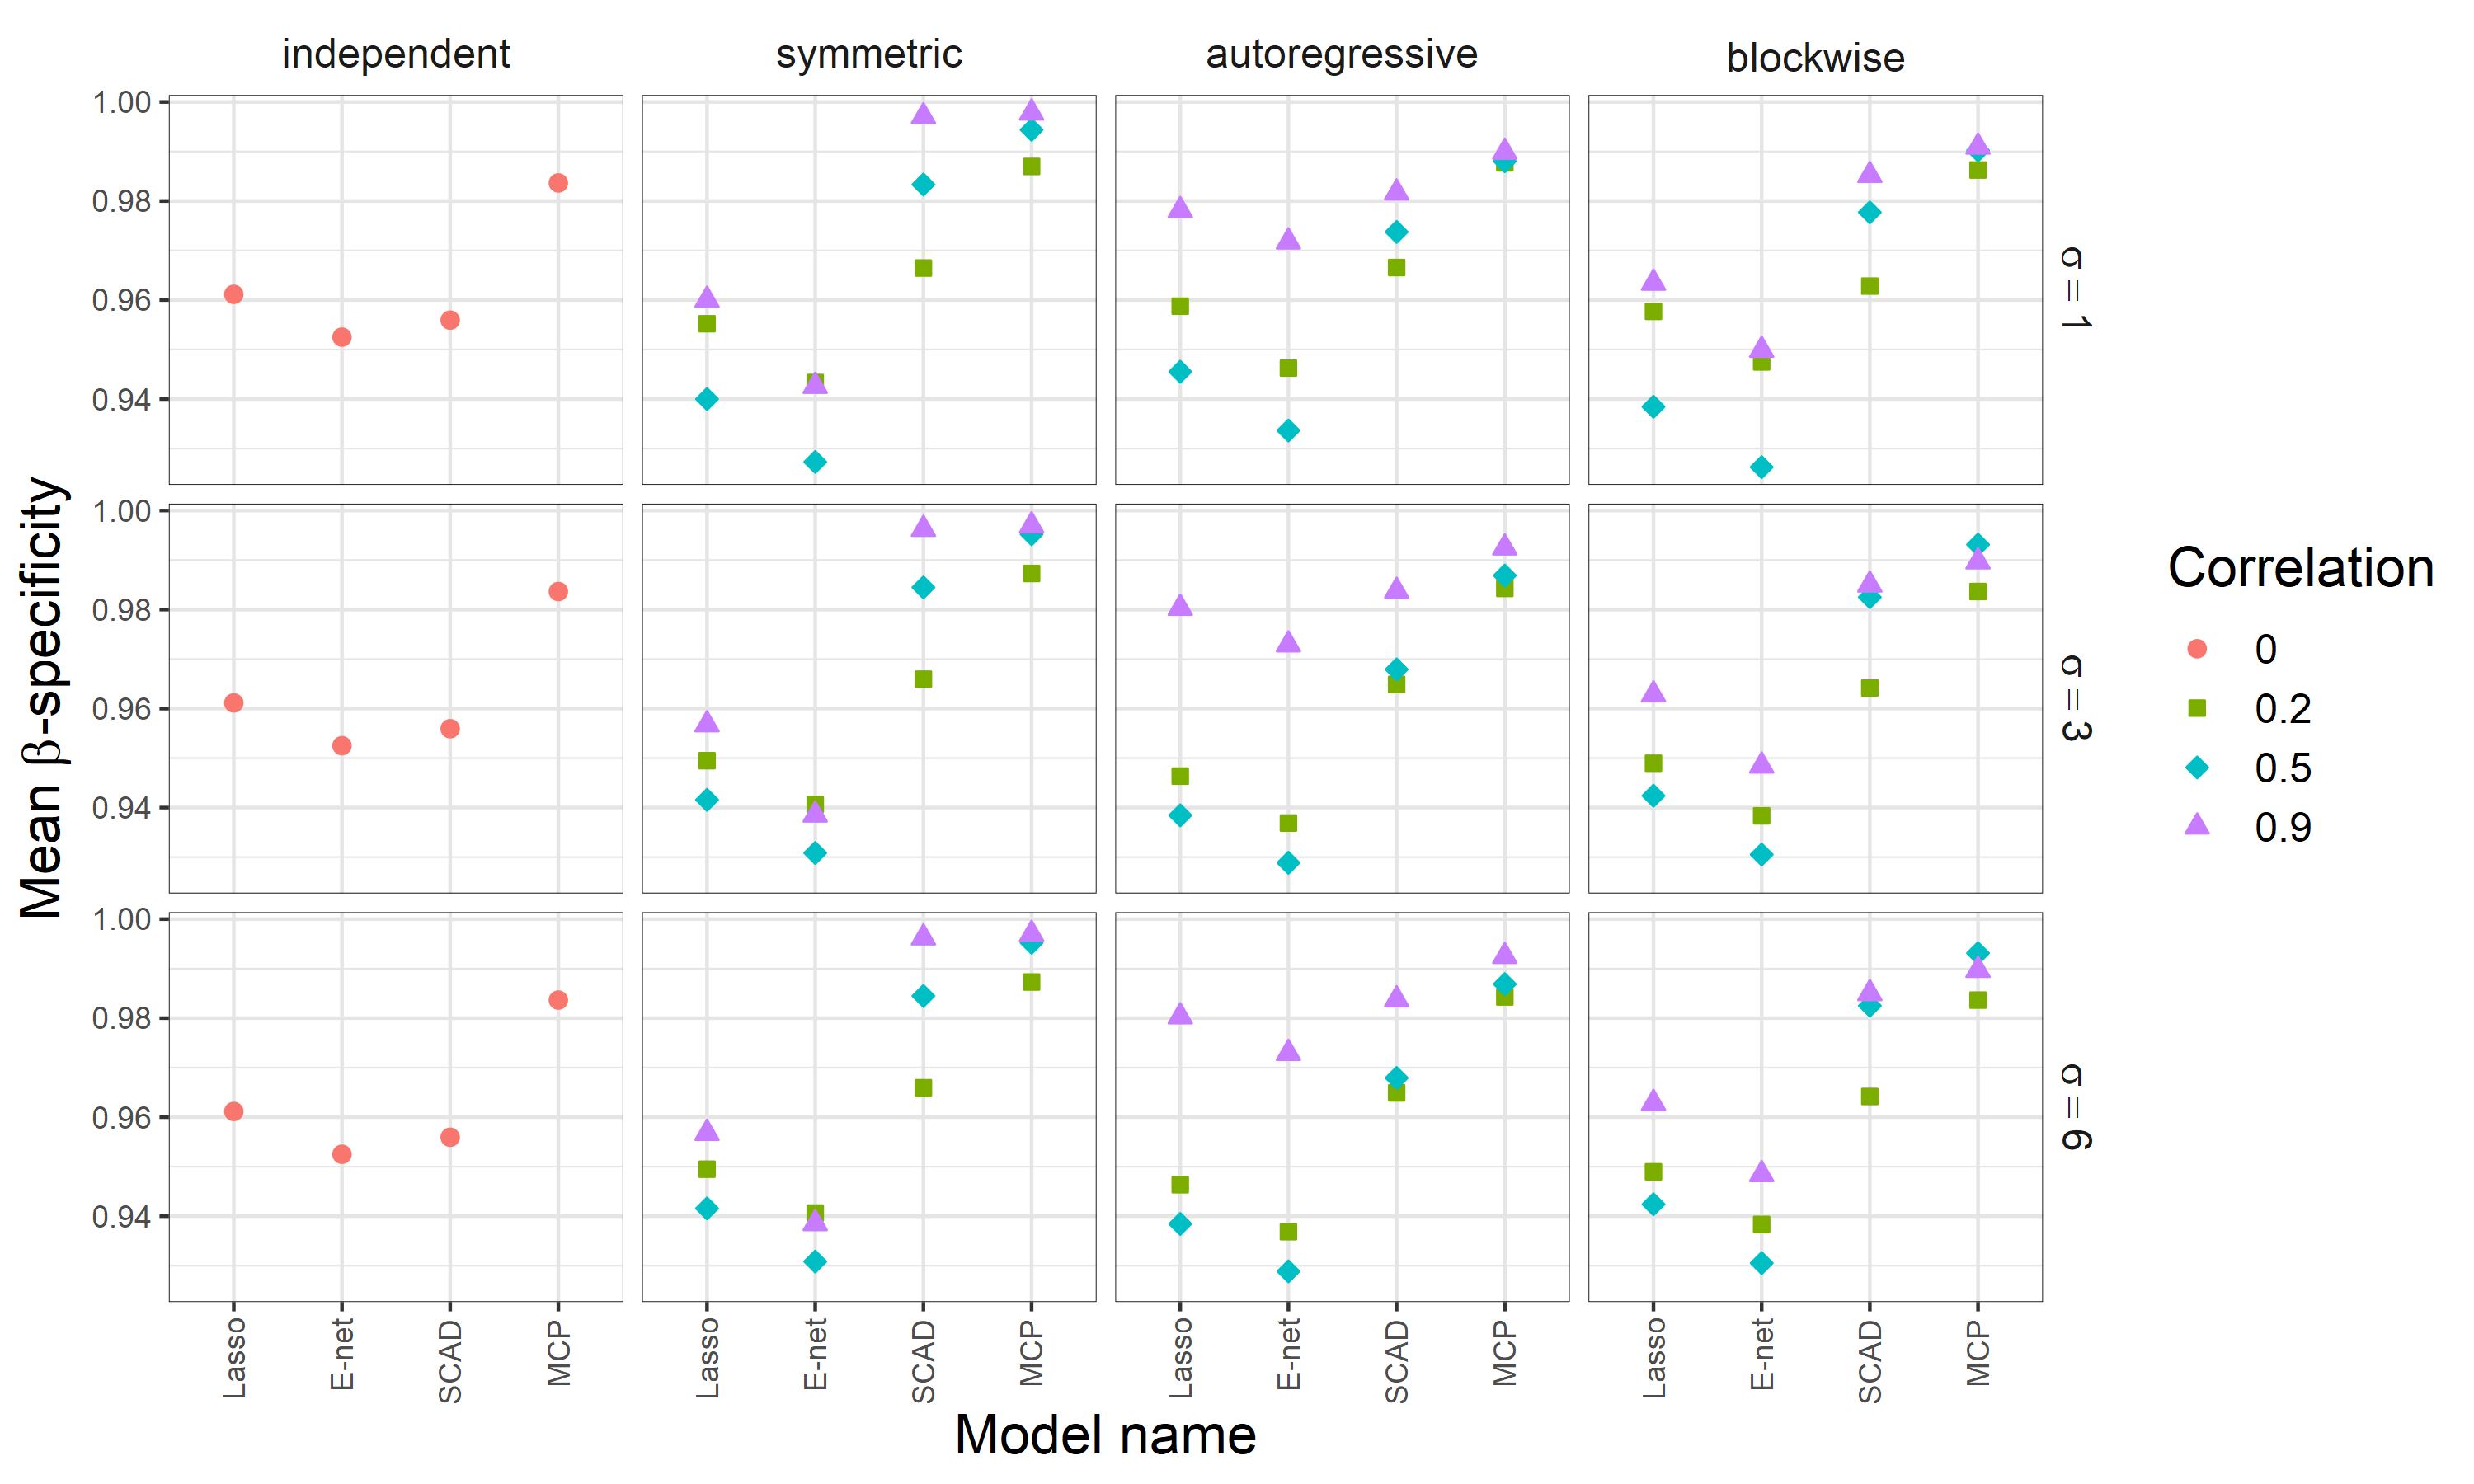 independent
symmetric
autoregressive
blockwise
1.00
0.98
0.96
0.94
σ = 1
1.00
0.98
0.96
0.94
σ = 3
1.00
0.98
0.96
0.94
σ = 6
Mean β-specificity
Lasso
E-net
SCAD
MCP
Lasso
E-net
SCAD
MCP
Lasso
E-net
SCAD
MCP
Lasso
E-net
SCAD
MCP
Model name
Correlation
0
0.2
0.5
0.9